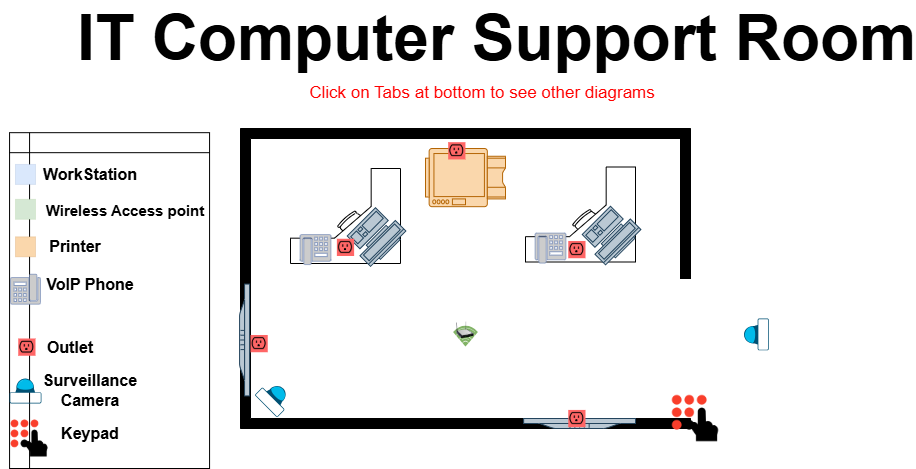 IT Computer Support Room
Click on Tabs at bottom to see other diagrams
WorkStation
Wireless Access point
Printer
VoIP Phone
Outlet
Surveillance
Camera
Keypad